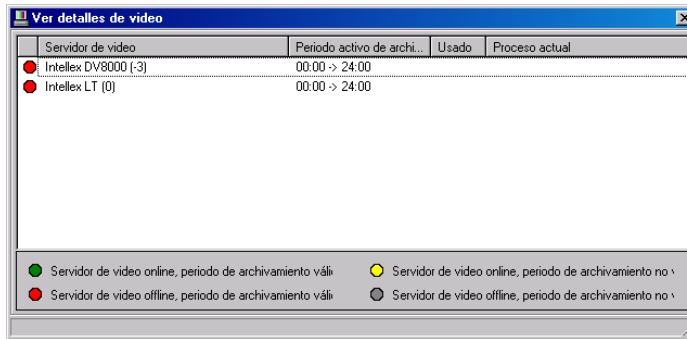 Ver detalles de video
Servidor de video Periodo activo de archi... Usado Proceso actual
Intellex DV8000 (-3) 00:00 -> 24:00
Intellex LT (0) 00:00 -> 24:00
Servidor de video online, periodo de archivamiento váli Servidor de video online, periodo de archivamiento no
Servidor de video offline, periodo de archivamiento váli Servidor de video offline, periodo de archivamiento no